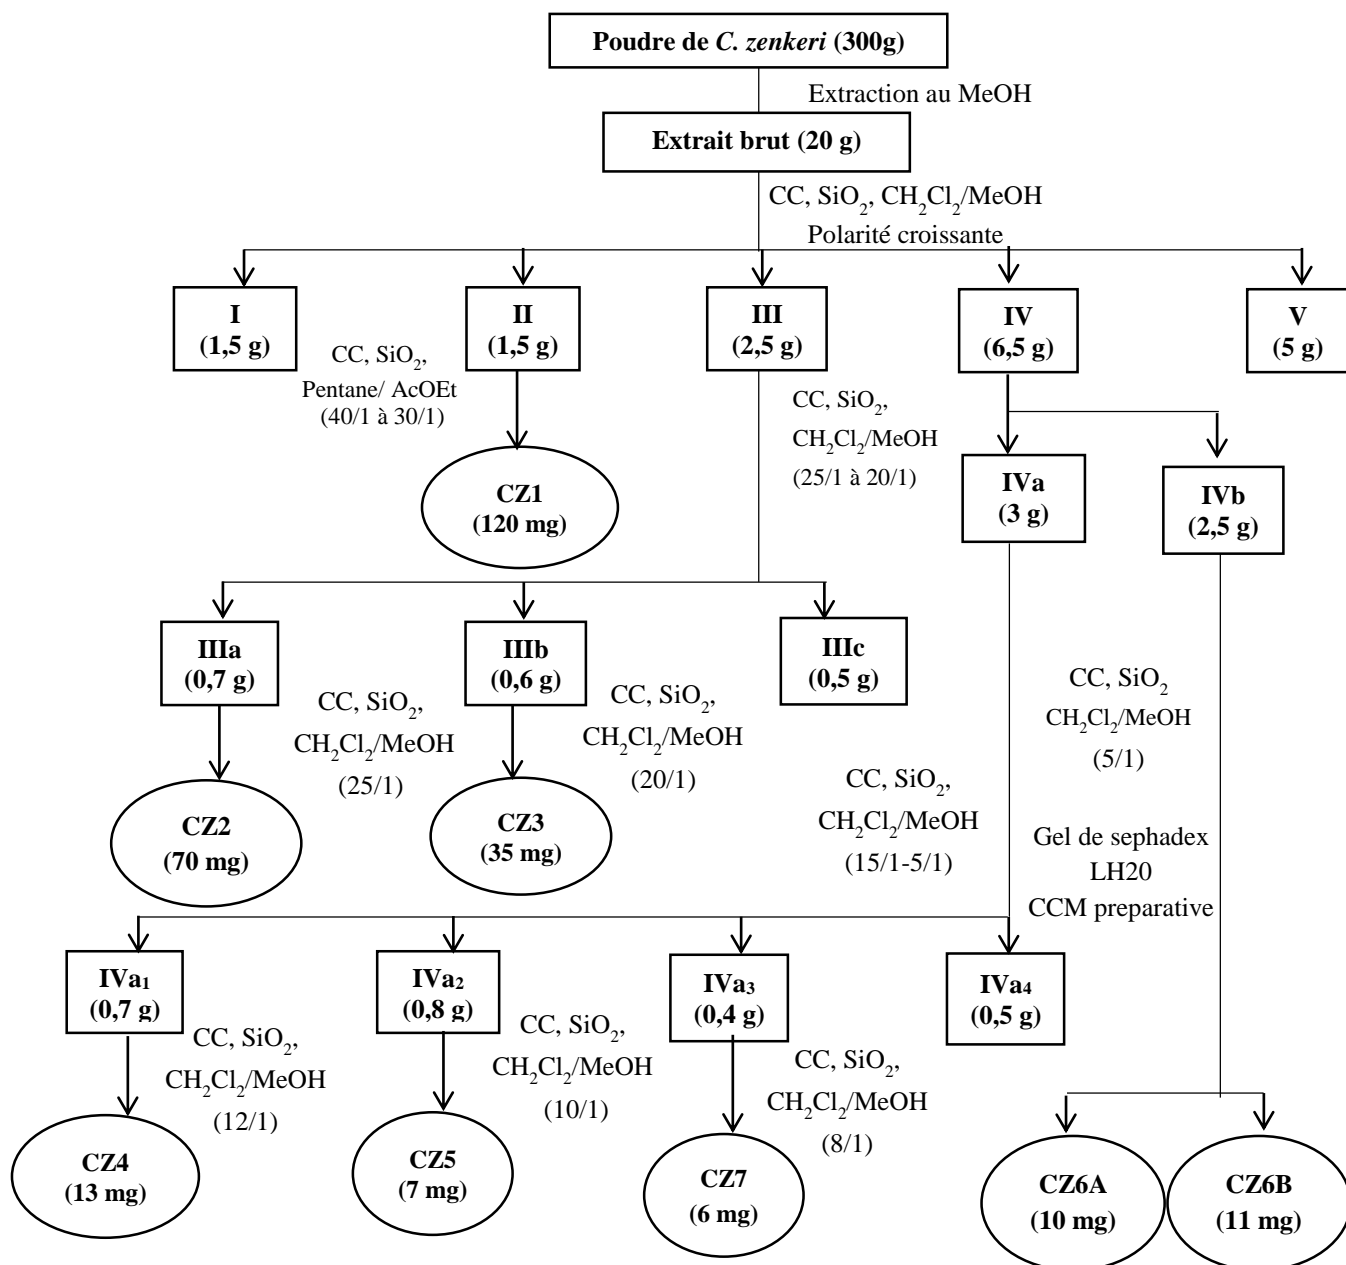 Poudre de C. zenkeri (300g)
Extraction au MeOH
Extrait brut (20 g)
CC, SiO₂, CH₂Cl₂/MeOH
Polarité croissante
I
(1,5 g)
II
(1,5 g)
III
(2,5 g)
IV
(6,5 g)
V
(5 g)
CC, SiO₂,
Pentane/ AcOEt
(40/1 à 30/1)
CC, SiO₂,
CH₂Cl₂/MeOH
(25/1 à 20/1)
CZ1
(120 mg)
IVa
(3 g)
IVb
(2,5 g)
IIIa
(0,7 g)
IIIb
(0,6 g)
IIIc
(0,5 g)
CC, SiO₂,
CH₂Cl₂/MeOH
(25/1)
CC, SiO₂,
CH₂Cl₂/MeOH
(20/1)
CC, SiO₂
CH₂Cl₂/MeOH
(5/1)
CZ2
(70 mg)
CZ3
(35 mg)
CC, SiO₂,
CH₂Cl₂/MeOH
(15/1-5/1)
Gel de sephadex
LH20
CCM preparative
IVa₁
(0,7 g)
IVa₂
(0,8 g)
IVa₃
(0,4 g)
IVa₄
(0,5 g)
CC, SiO₂,
CH₂Cl₂/MeOH
(12/1)
CC, SiO₂,
CH₂Cl₂/MeOH
(10/1)
CC, SiO₂,
CH₂Cl₂/MeOH
(8/1)
CZ4
(13 mg)
CZ5
(7 mg)
CZ7
(6 mg)
CZ6A
(10 mg)
CZ6B
(11 mg)